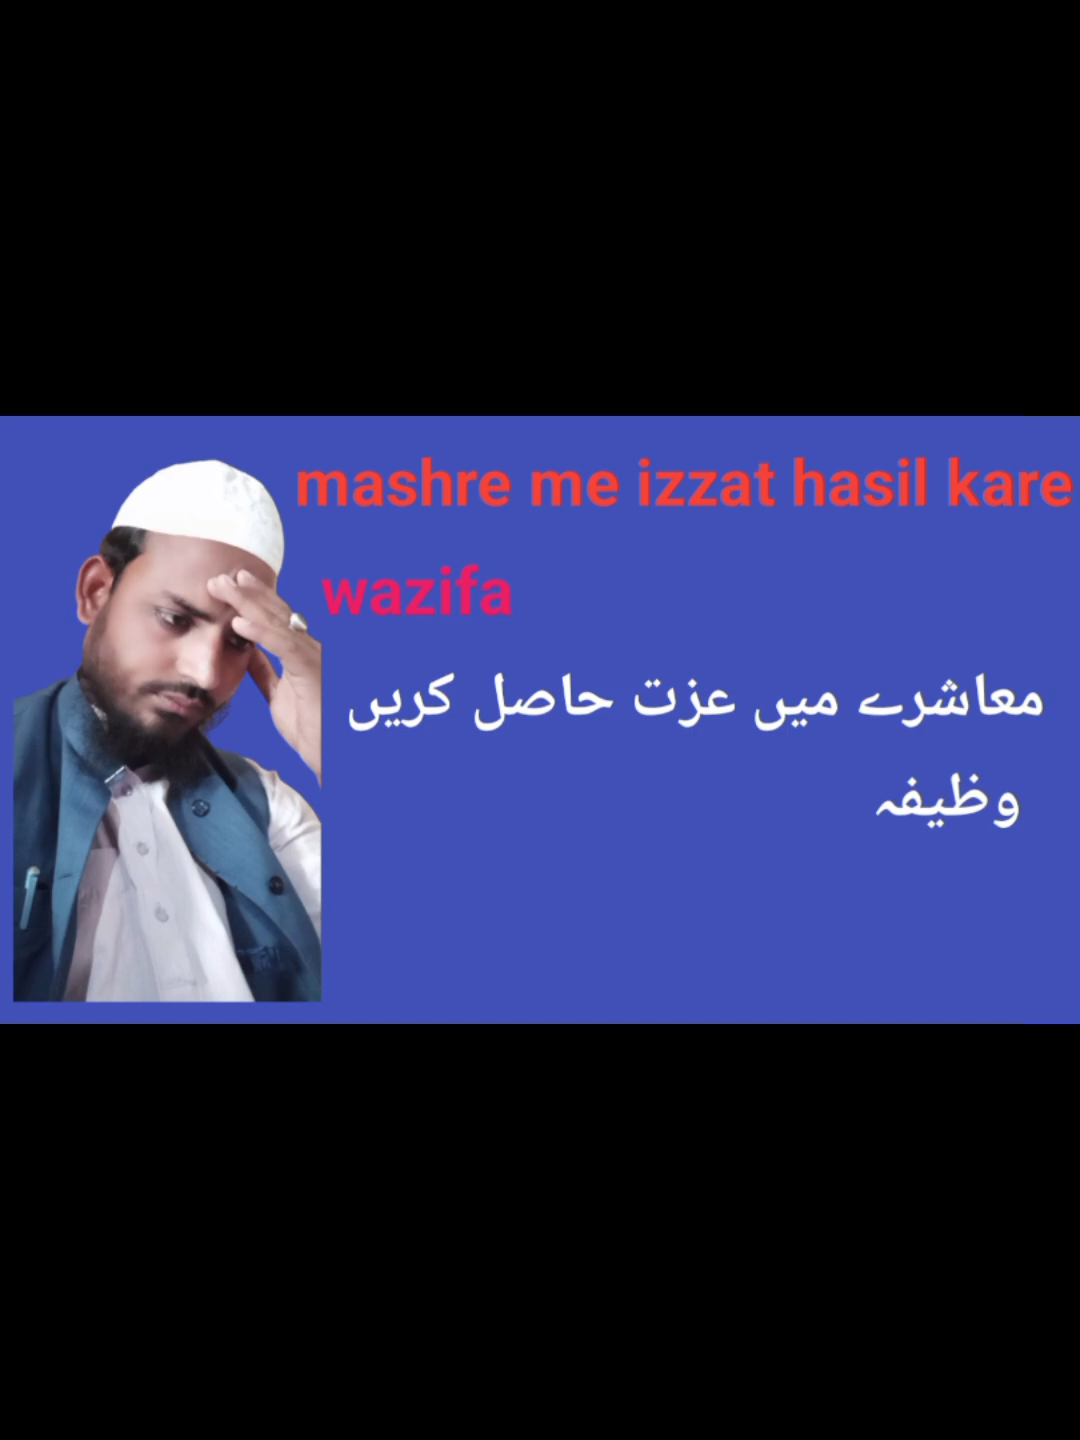 mashre me izzat hasil kare
wazifa
معاشرے میں عزت حاصل کریں
وظیفہ